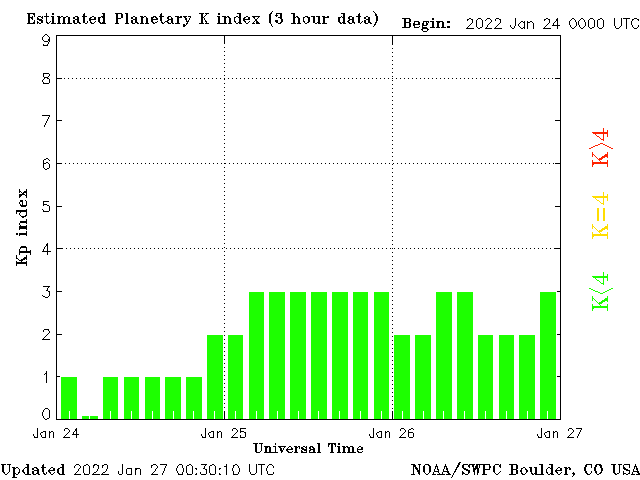 Estimated Planetary K index (3 hour data) Begin: 2022 Jan 24 0000 UTC
9
8
7
6
5
4
3
2
1
0
Kp index
K>4
K=4
K<4
Jan 24 Jan 25 Jan 26 Jan 27
Universal Time
Updated 2022 Jan 27 00:30:10 UTC NOAA/SWPC Boulder, CO USA